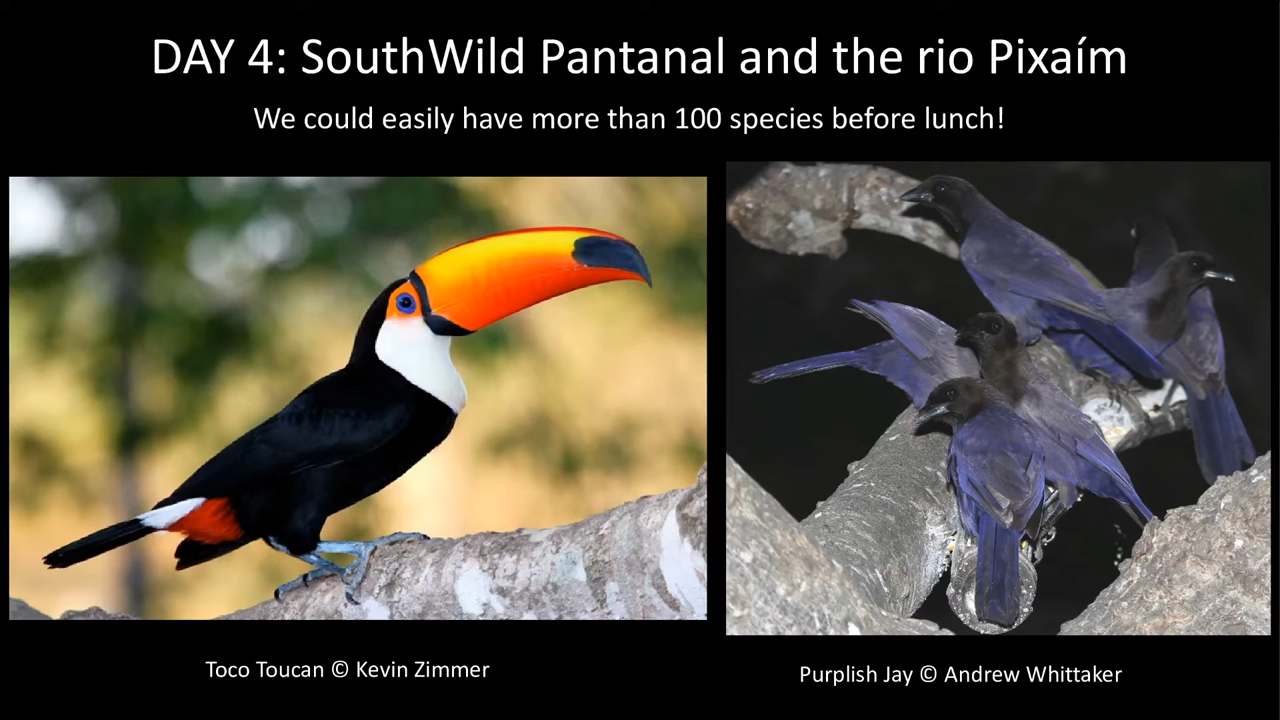 DAY 4: SouthWild Pantanal and the rio Pixaím
We could easily have more than 100 species before lunch!
Toco Toucan © Kevin Zimmer
Purplish Jay © Andrew Whittaker